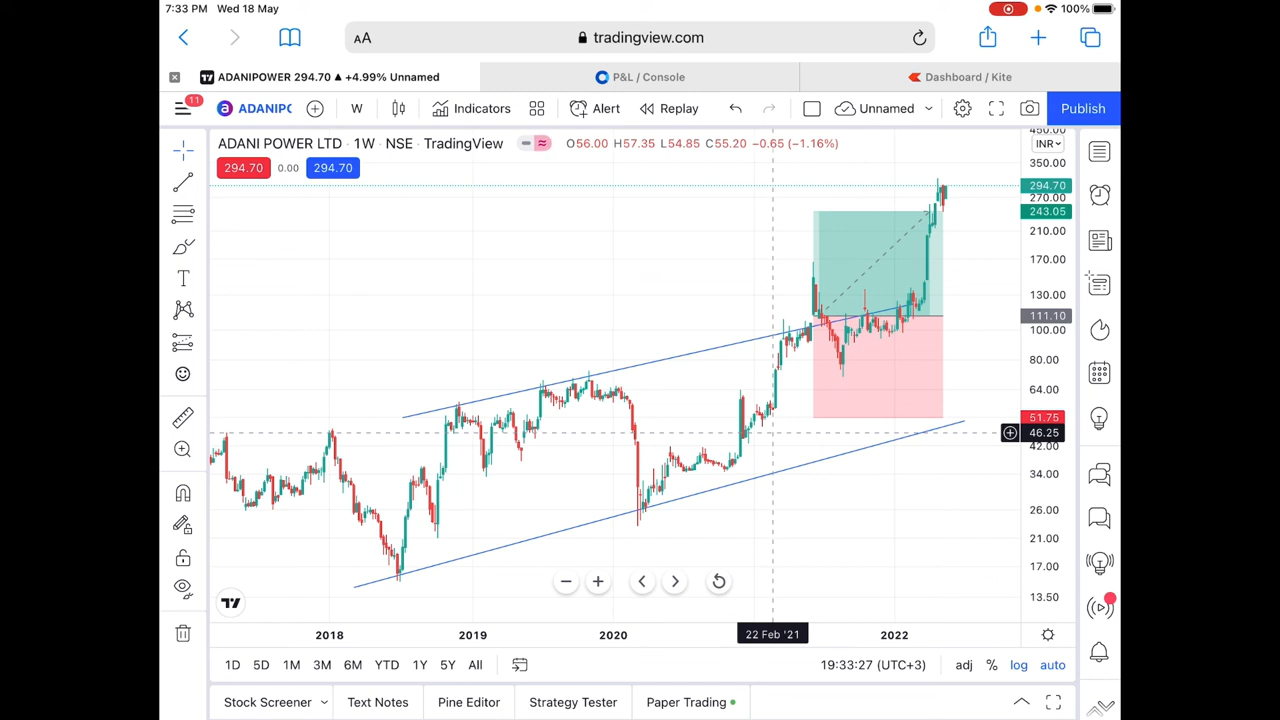 7:33 PM Wed 18 May 100%
AA tradingview.com
ADANIPOWER 294.70 ▲ +4.99% Unnamed P&L / Console Dashboard / Kite
11 ADANIPC W Indicators Alert Replay Unnamed Publish
ADANI POWER LTD · 1W · NSE · TradingView O56.00 H57.35 L54.85 C55.20 −0.65 (−1.16%)
294.70 0.00 294.70
450.00
INR
350.00
294.70
270.00
243.05
210.00
170.00
130.00
111.10
100.00
80.00
64.00
51.75
46.25
42.00
34.00
26.00
21.00
17.00
13.50
2018 2019 2020 22 Feb '21 2022
1D 5D 1M 3M 6M YTD 1Y 5Y All 19:33:27 (UTC+3) adj % log auto
Stock Screener Text Notes Pine Editor Strategy Tester Paper Trading